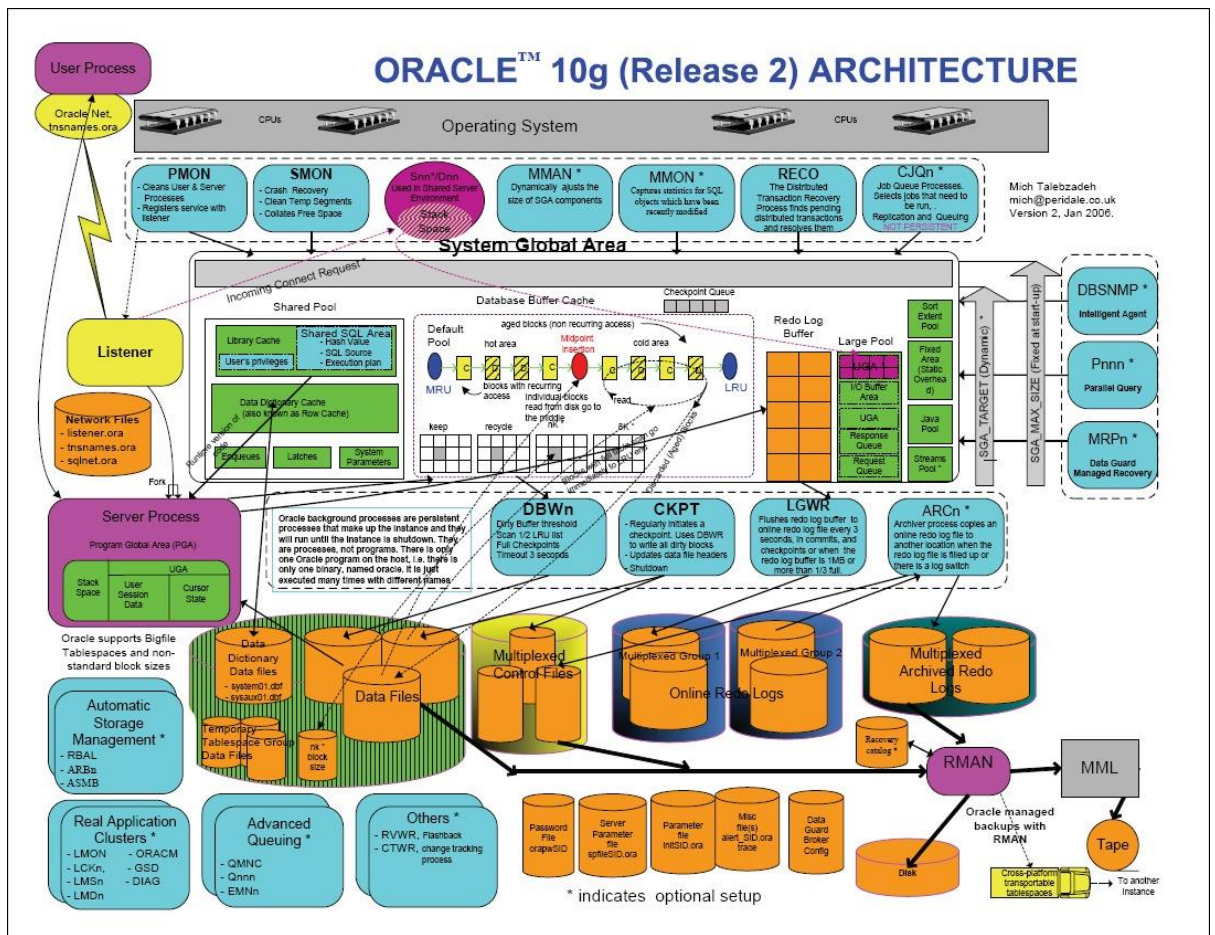 ORACLE™ 10g (Release 2) ARCHITECTURE
User Process
Oracle Net,
tnsnames.ora
CPUs
Operating System
CPUs
PMON
- Cleans User & Server
Processes
- Registers service with
listener
SMON
- Crash Recovery
- Clean Temp Segments
- Collates Free Space
Snn*/Dnn
Used in Shared Server
Environment
Stack
Space
MMAN *
Dynamically ajusts the
size of SGA components
MMON *
Captures statistics for SQL
objects which have been
recently modified
RECO
The Distributed
Transaction Recovery
Process finds pending
distributed transactions
and resolves them
CJQn *
Job Queue Processes.
Selects jobs that need to
be run, .
Replication and Queuing
NOT PERSISTENT
Mich Talebzadeh
mich@peridale.co.uk
Version 2, Jan 2006.
System Global Area
Incoming Connect Request *
Shared Pool
Library Cache
Shared SQL Area
- Hash Value
- SQL Source
- Execution plan
User's privileges
Data Dictionary Cache
(also known as Row Cache)
Enqueues
Latches
System
Parameters
Runtime version of
code
Database Buffer Cache
Checkpoint Queue
Default
Pool
aged blocks (non recurring access)
hot area
Midpoint
Insertion
cold area
C D D C C D C D
MRU
LRU
blocks with recurring
access
individual blocks
read from disk go to
the middle
read
keep
recycle
nK *
8K *
Blocks with full table scan go
immediately to LRU end
Discarded (Aged) blocks
Redo Log
Buffer
Large Pool
UGA
I/O Buffer
Area
UGA
Response
Queue
Request
Queue
Sort
Extent
Pool
Fixed
Area
(Static
Overhea
d)
Java
Pool
Streams
Pool *
SGA_TARGET (Dynamic) *
SGA_MAX_SIZE (Fixed at start-up)
DBSNMP *
Intelligent Agent
Pnnn *
Parallel Query
MRPn *
Data Guard
Managed Recovery
Listener
Network Files
- listener.ora
- tnsnames.ora
- sqlnet.ora
Fork
Server Process
Program Global Area (PGA)
Stack
Space
UGA
User
Session
Data
Cursor
State
Oracle background processes are persistent
processes that make up the instance and they
will run until the instance is shutdown. They
are processes, not programs. There is only
one Oracle program on the host, i.e. there is
only one binary, named oracle. It is just
executed many times with different names
DBWn
Dirty Buffer threshold
Scan 1/2 LRU list
Full Checkpoints
Timeout 3 seconds
CKPT
- Regularly initiates a
checkpoint. Uses DBWR
to write all dirty blocks
- Updates data file headers
- Shutdown
LGWR
Flushes redo log buffer to
online redo log file every 3
seconds, in commits, and
checkpoints or when the
redo log buffer is 1MB or
more than 1/3 full.
ARCn *
Archiver process copies an
online redo log file to
another location when the
redo log file is filled up or
there is a log switch
Oracle supports Bigfile
Tablespaces and non-
standard block sizes
Data
Dictionary
Data files
- system01.dbf
- sysaux01.dbf
Data Files
Temporary
Tablespace Group
Data Files
nk *
block
size
Multiplexed
Control Files
Multiplexed Group 1
Multiplexed Group 2
Online Redo Logs
Multiplexed
Archived Redo
Logs
Automatic
Storage
Management *
- RBAL
- ARBn
- ASMB
Real Application
Clusters *
- LMON - ORACM
- LCKn, - GSD
- LMSn - DIAG
- LMDn
Advanced
Queuing *
- QMNC
- Qnnn
- EMNn
Others *
- RVWR, Flashback
- CTWR, change tracking
process
Password
File
orapwSID
Server
Parameter
file
spfileSID.ora
Parameter
file
initSID.ora
Misc
file(s)
alert_SID.ora
trace
Data
Guard
Broker
Config
Recovery
catalog *
RMAN
MML
Oracle managed
backups with
RMAN
Tape
Disk
Cross-platform
transportable
tablespaces
To another
Instance
* indicates optional setup